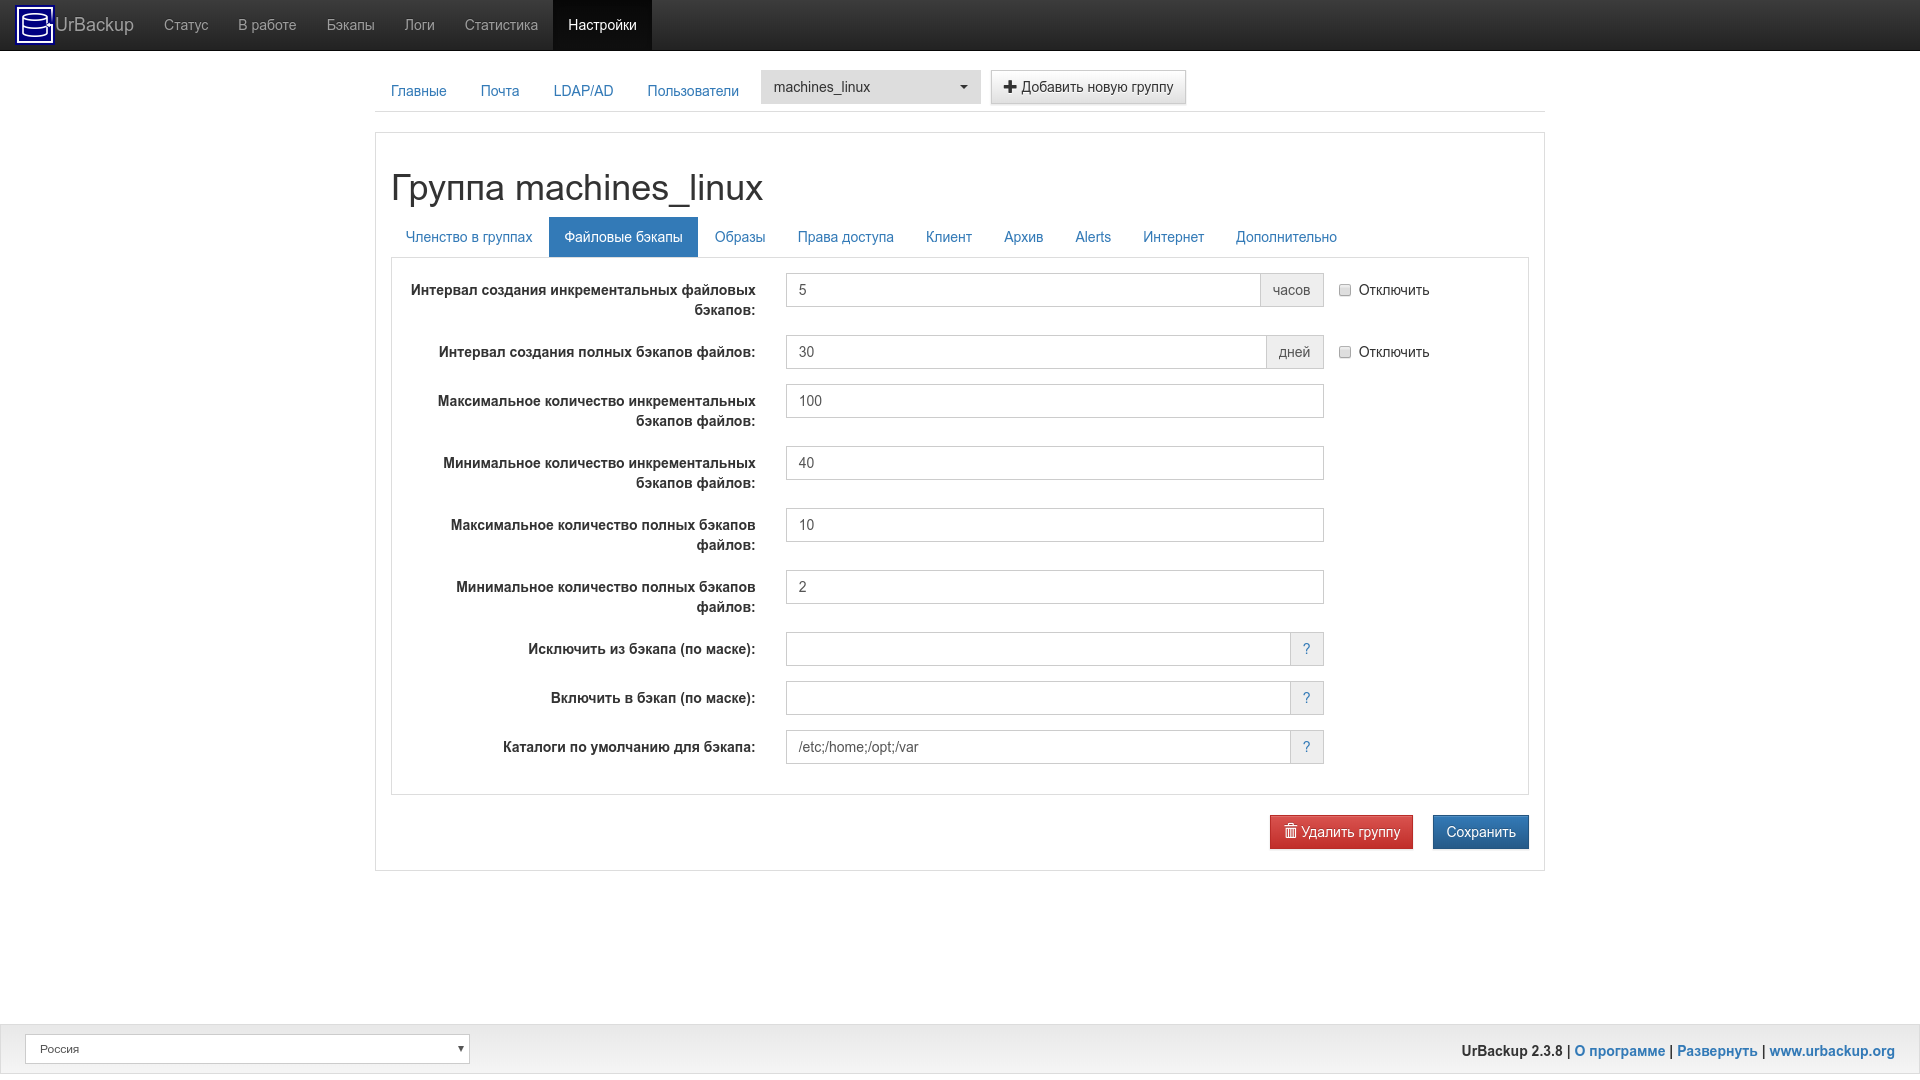 UrBackup Статус В работе Бэкапы Логи Статистика Настройки
Главные Почта LDAP/AD Пользователи machines_linux Добавить новую группу
Группа machines_linux
Членство в группах Файловые бэкапы Образы Права доступа Клиент Архив Alerts Интернет Дополнительно
Интервал создания инкрементальных файловых
бэкапов:
5 часов Отключить
Интервал создания полных бэкапов файлов: 30 дней Отключить
Максимальное количество инкрементальных
бэкапов файлов:
100
Минимальное количество инкрементальных
бэкапов файлов:
40
Максимальное количество полных бэкапов
файлов:
10
Минимальное количество полных бэкапов
файлов:
2
Исключить из бэкапа (по маске): ?
Включить в бэкап (по маске): ?
Каталоги по умолчанию для бэкапа: /etc;/home;/opt;/var ?
Удалить группу Сохранить
Россия
UrBackup 2.3.8 | О программе | Развернуть | www.urbackup.org